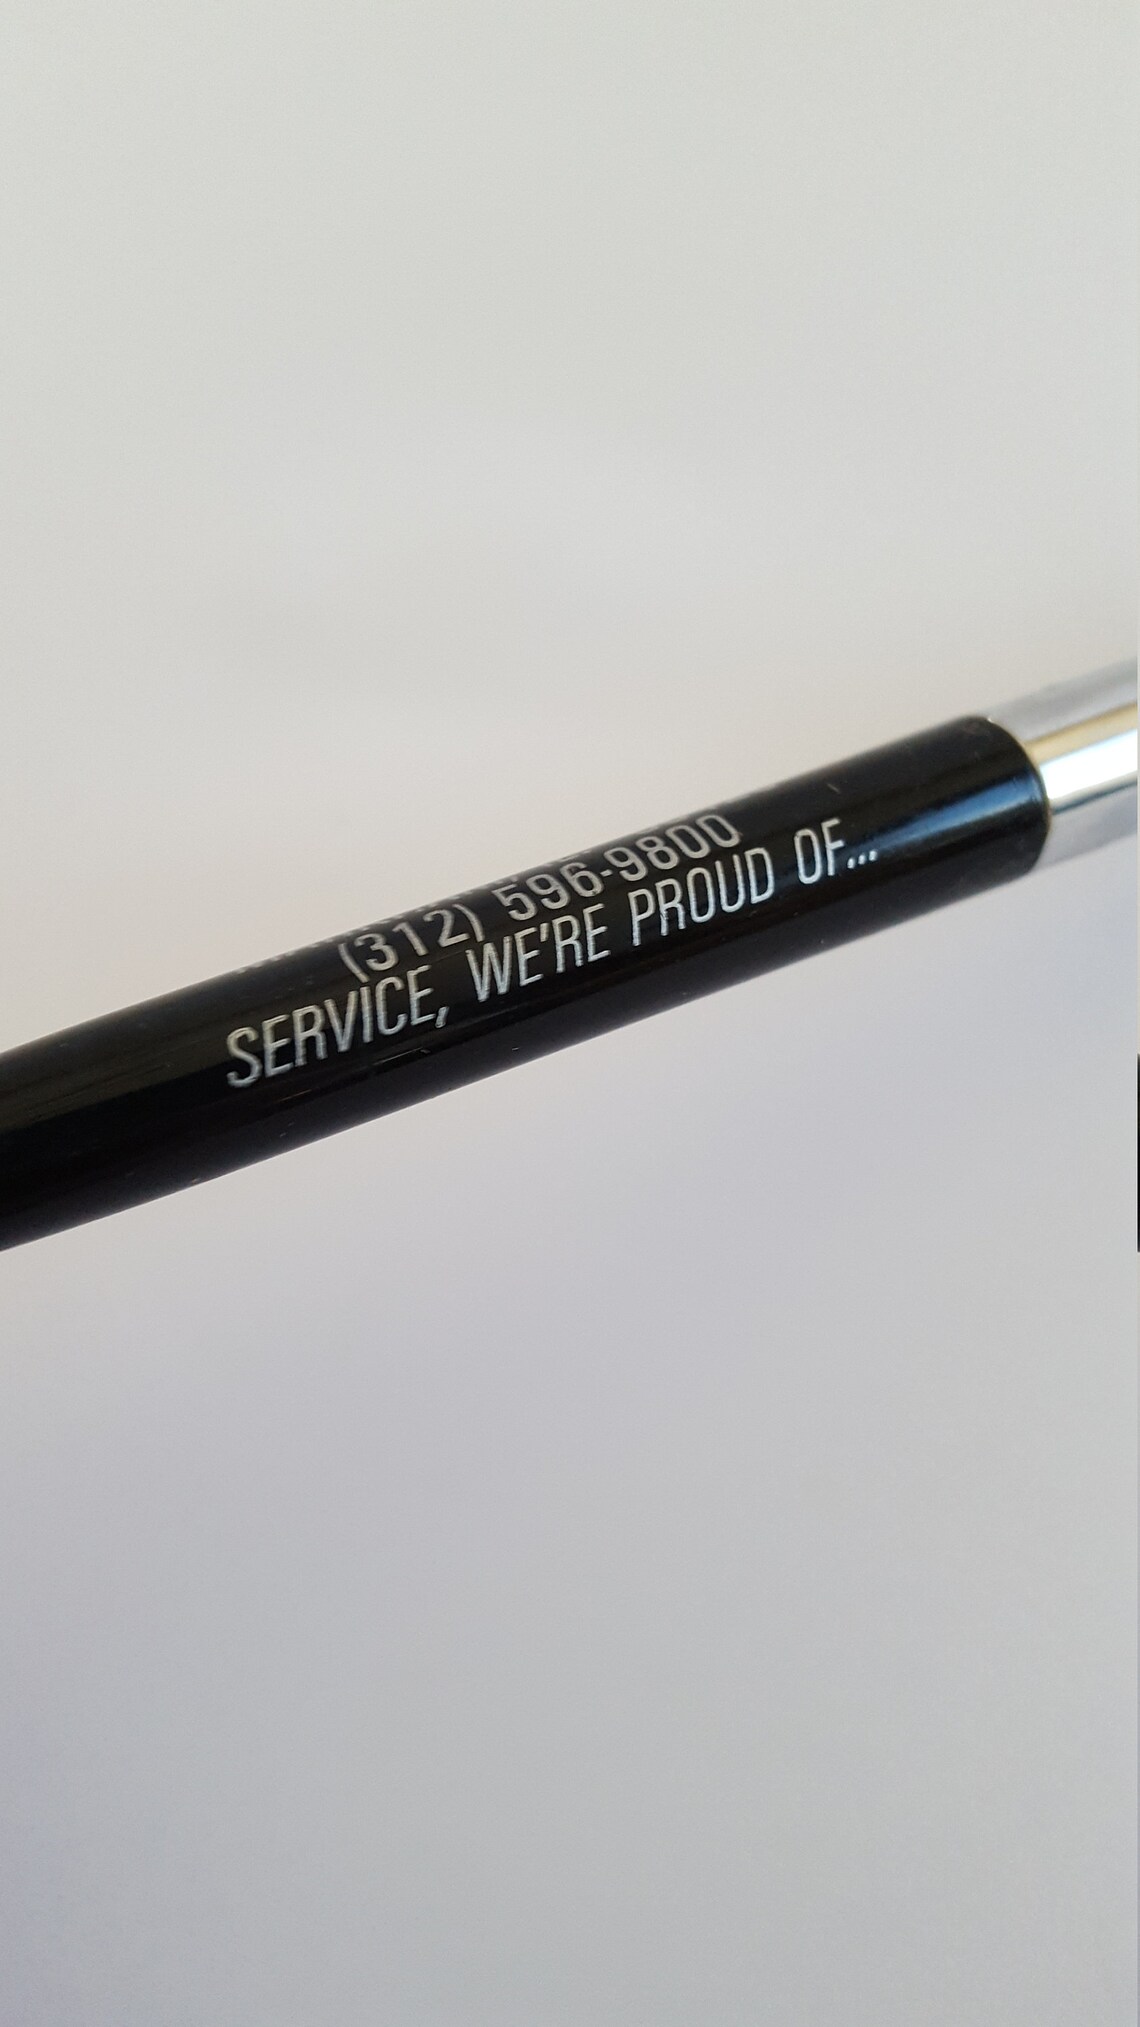 (312) 596-9800
SERVICE, WE'RE PROUD OF...